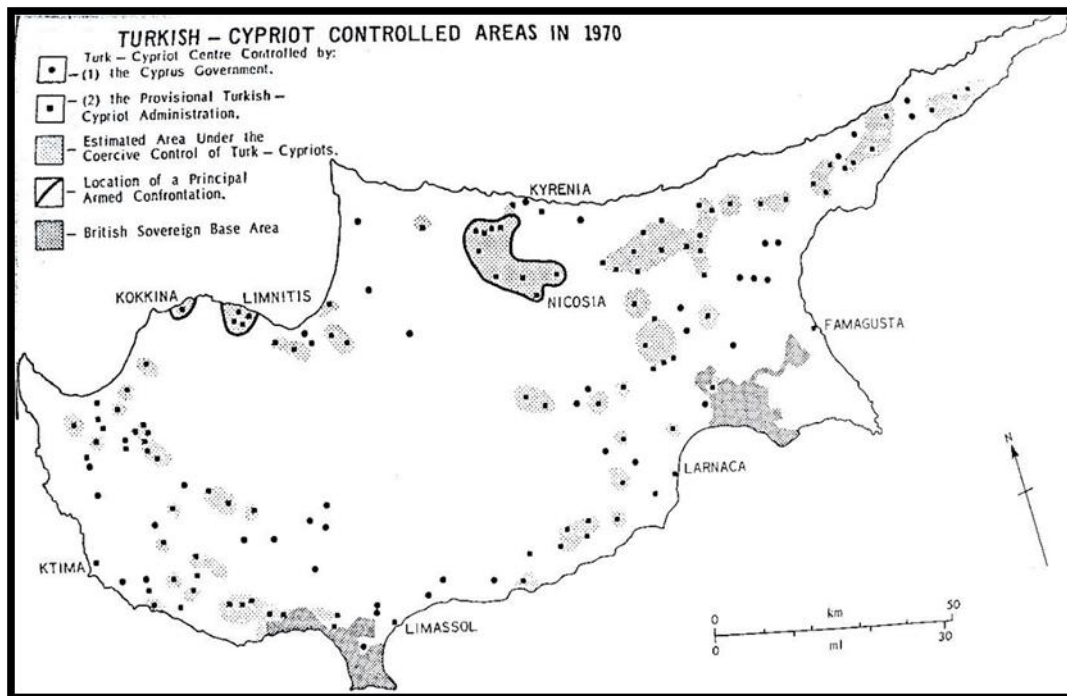 TURKISH – CYPRIOT CONTROLLED AREAS IN 1970
Turk – Cypriot Centre Controlled by:
– (1) the Cyprus Government.
– (2) the Provisional Turkish –
Cypriot Administration.
Estimated Area Under the
Coercive Control of Turk – Cypriots.
Location of a Principal
Armed Confrontation.
– British Sovereign Base Area
KYRENIA
KOKKINA
LIMNITIS
NICOSIA
FAMAGUSTA
LARNACA
N
KTIMA
LIMASSOL
km
0 50
0 30
ml